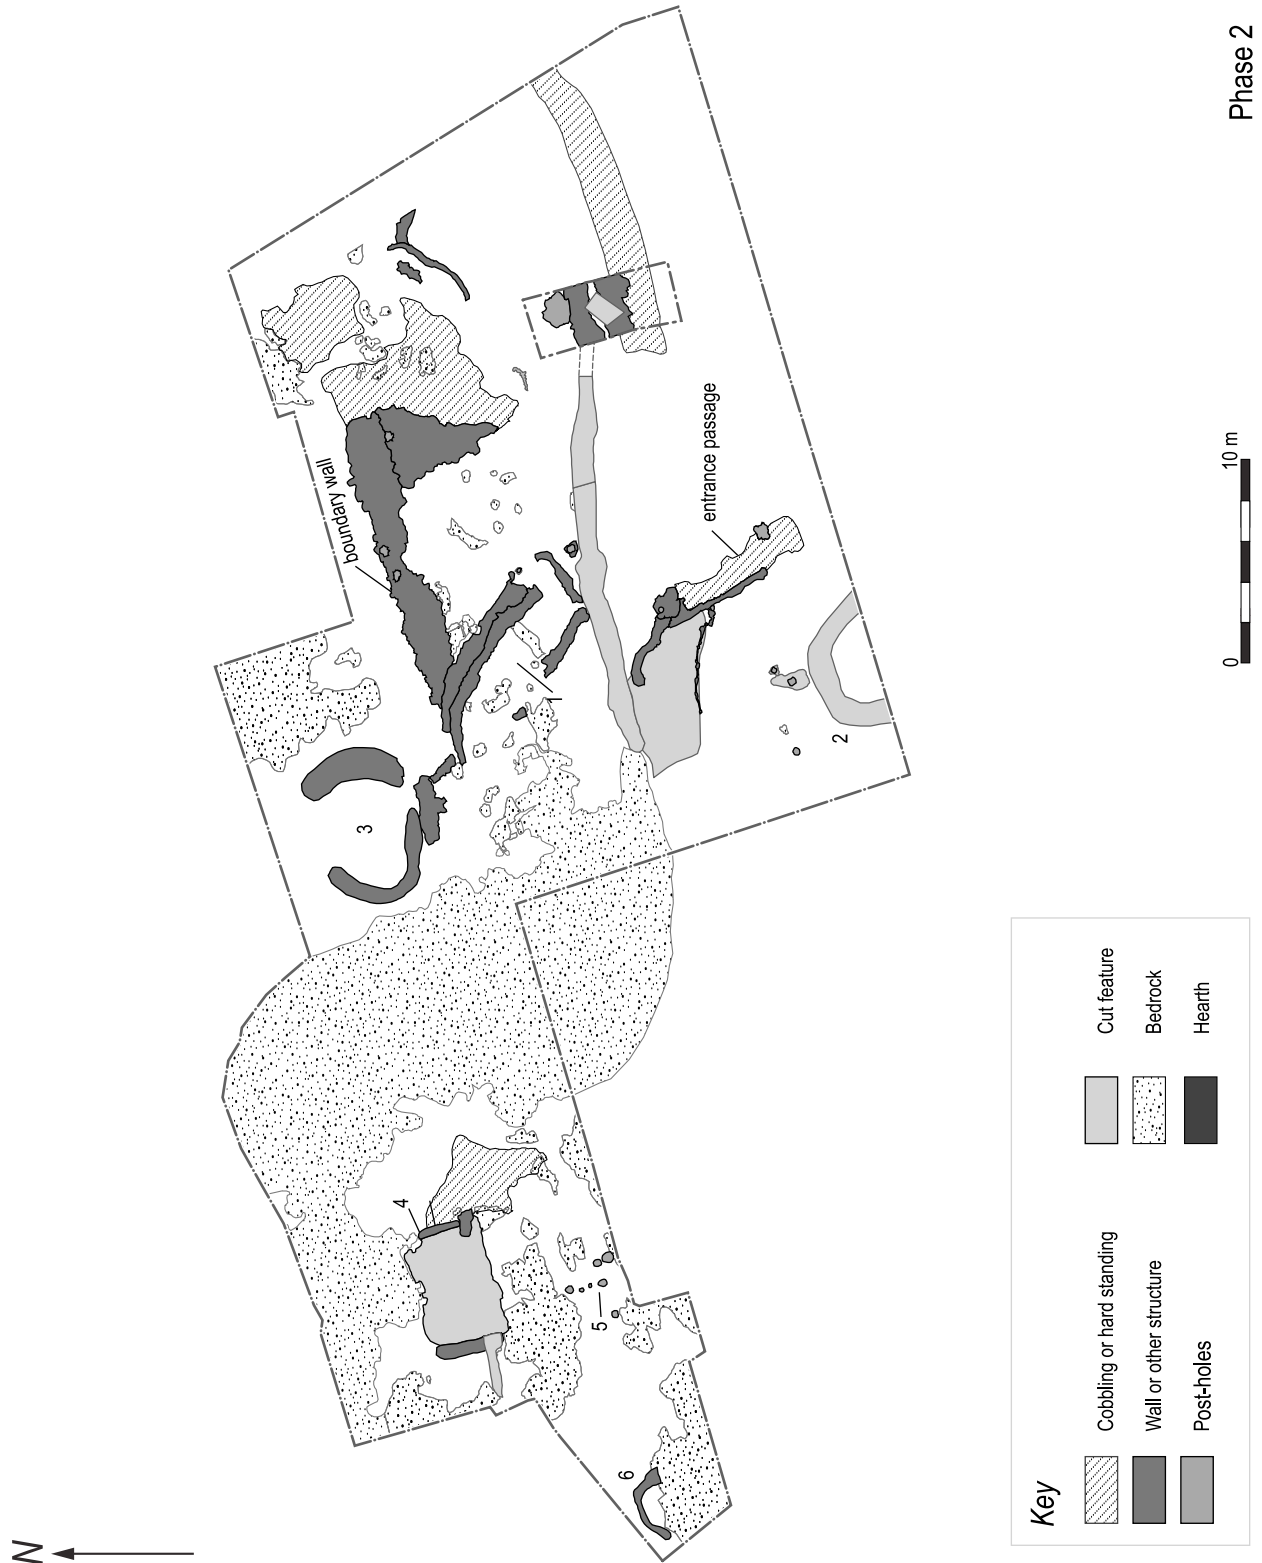 Phase 2
N
boundary wall
entrance passage
1
2
3
4
5
6
0
10 m
Key
Cobbling or hard standing
Wall or other structure
Post-holes
Cut feature
Bedrock
Hearth